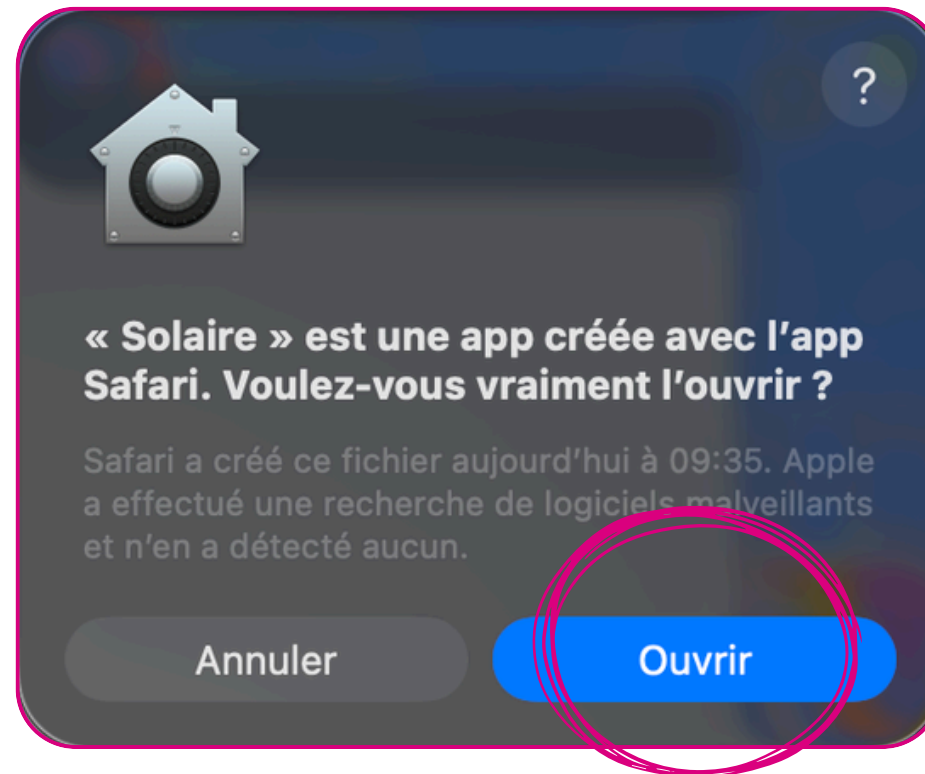 ?
« Solaire » est une app créée avec l’app
Safari. Voulez-vous vraiment l’ouvrir ?
Safari a créé ce fichier aujourd’hui à 09:35. Apple
a effectué une recherche de logiciels malveillants
et n’en a détecté aucun.
Annuler
Ouvrir